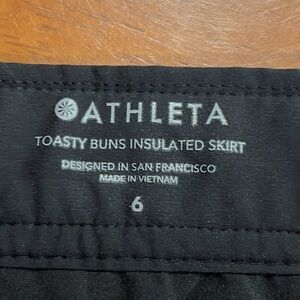 ATHLETA
TOASTY BUNS INSULATED SKIRT
DESIGNED IN SAN FRANCISCO
MADE IN VIETNAM
6